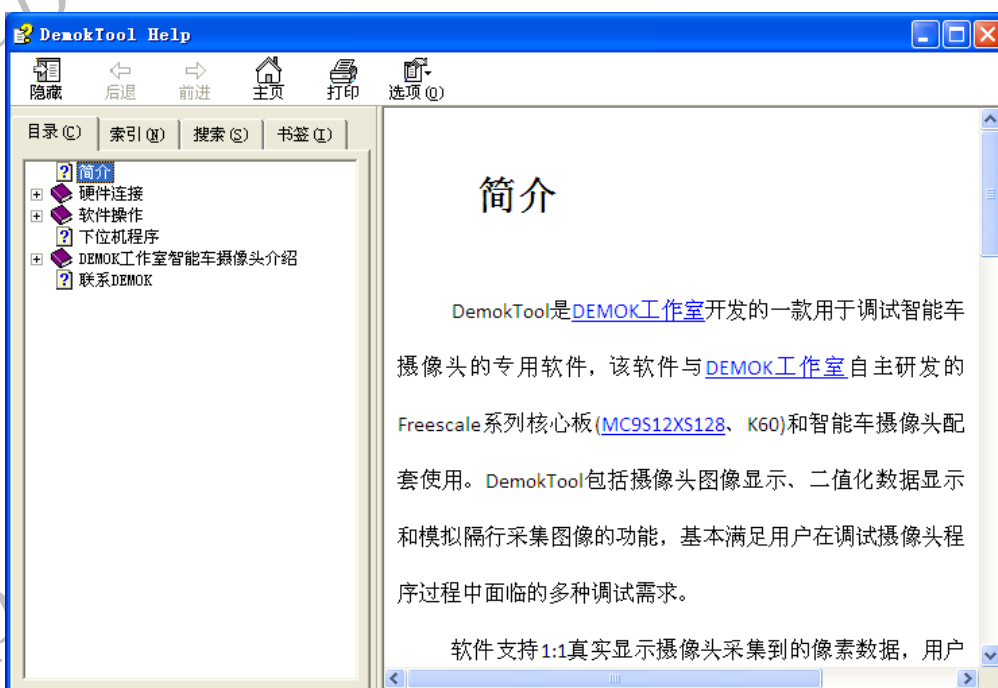 DemokTool Help
隐藏 后退 前进 主页 打印 选项(O)
目录(C) 索引(N) 搜索(S) 书签(I)
简介
硬件连接
软件操作
下位机程序
DEMOK工作室智能车摄像头介绍
联系DEMOK
简介
DemokTool是DEMOK工作室开发的一款用于调试智能车
摄像头的专用软件，该软件与DEMOK工作室自主研发的
Freescale系列核心板(MC9S12XS128、K60)和智能车摄像头配
套使用。DemokTool包括摄像头图像显示、二值化数据显示
和模拟隔行采集图像的功能，基本满足用户在调试摄像头程
序过程中面临的多种调试需求。
软件支持1:1真实显示摄像头采集到的像素数据，用户